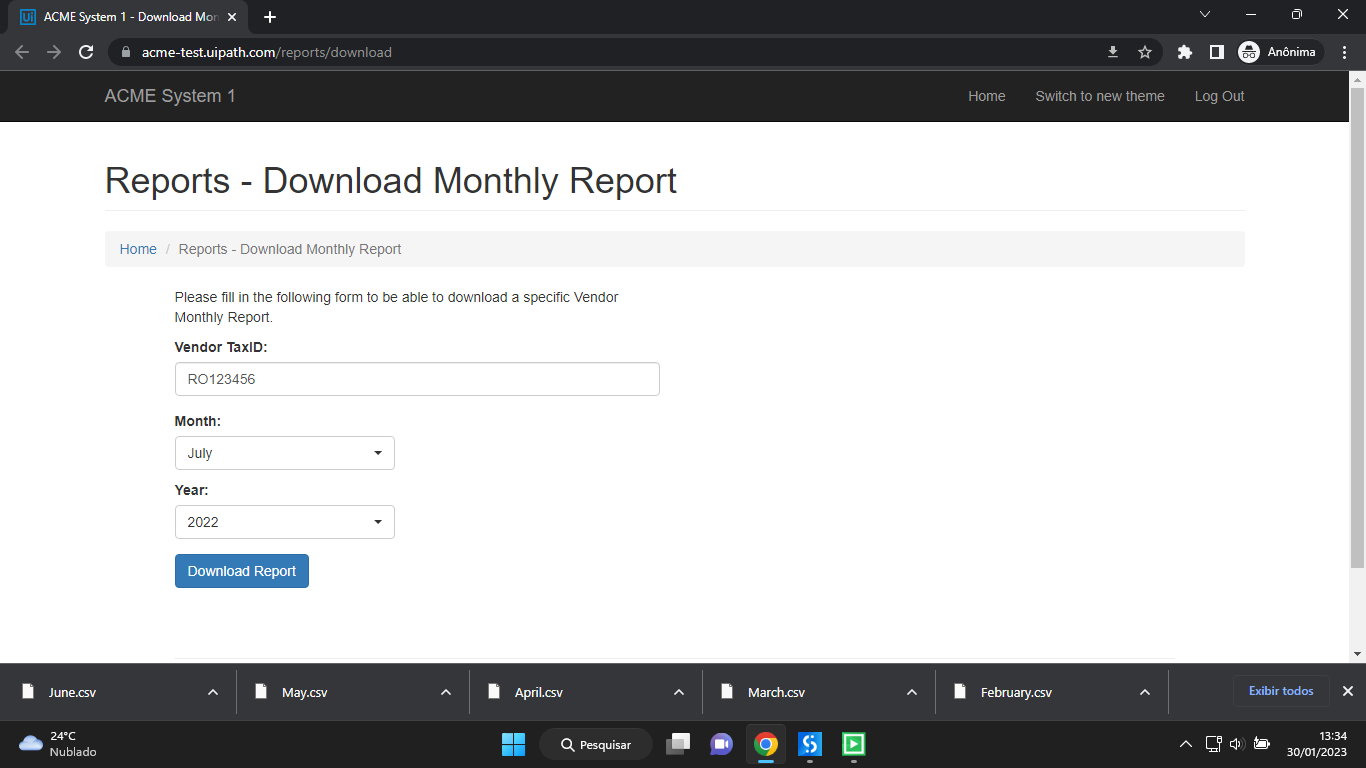 ACME System 1 - Download Mon
acme-test.uipath.com/reports/download
Anônima
ACME System 1
Home
Switch to new theme
Log Out
Reports - Download Monthly Report
Home / Reports - Download Monthly Report
Please fill in the following form to be able to download a specific Vendor
Monthly Report.
Vendor TaxID:
RO123456
Month:
July
Year:
2022
Download Report
June.csv
May.csv
April.csv
March.csv
February.csv
Exibir todos
24°C
Nublado
Pesquisar
13:34
30/01/2023